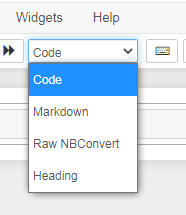 Widgets Help
Code
Code
Markdown
Raw NBConvert
Heading